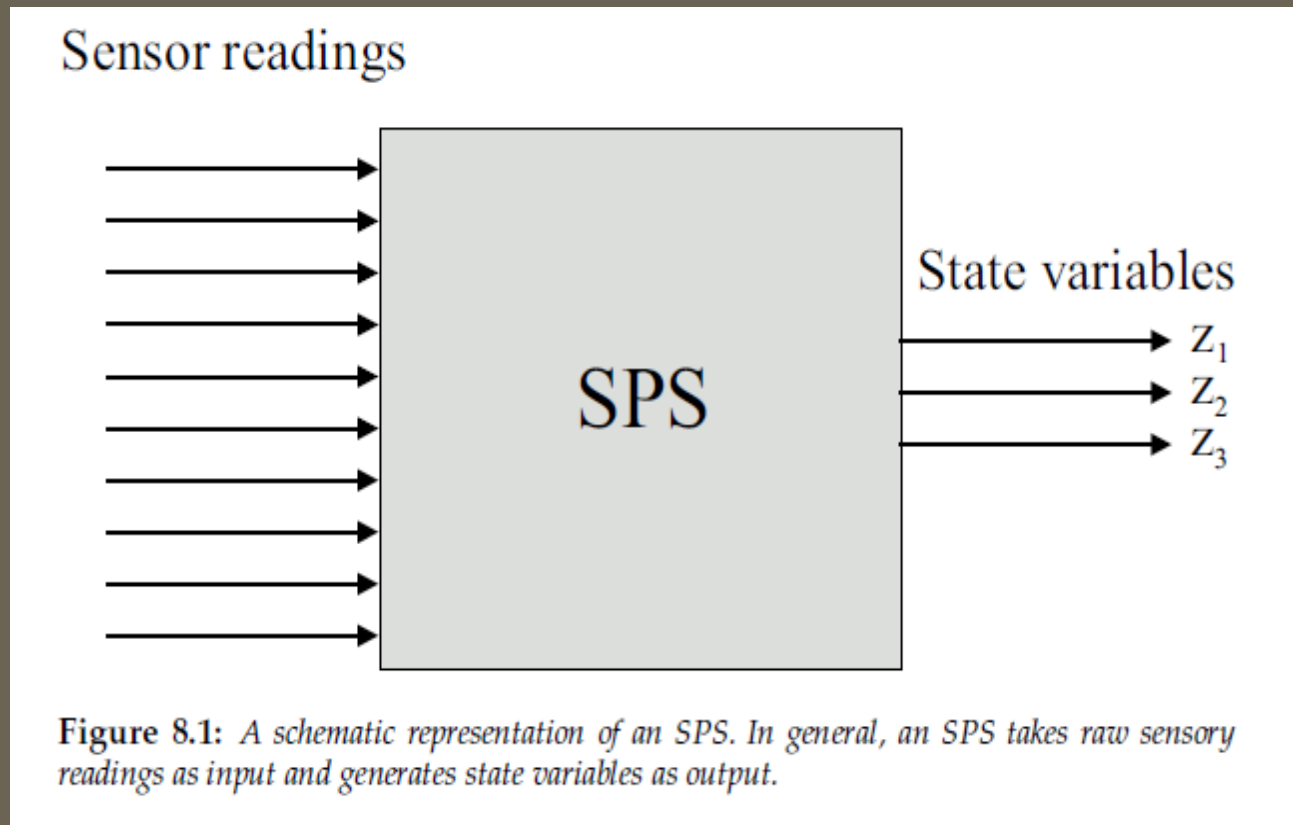 Sensor readings
SPS
State variables
Z1
Z2
Z3
Figure 8.1: A schematic representation of an SPS. In general, an SPS takes raw sensory
readings as input and generates state variables as output.